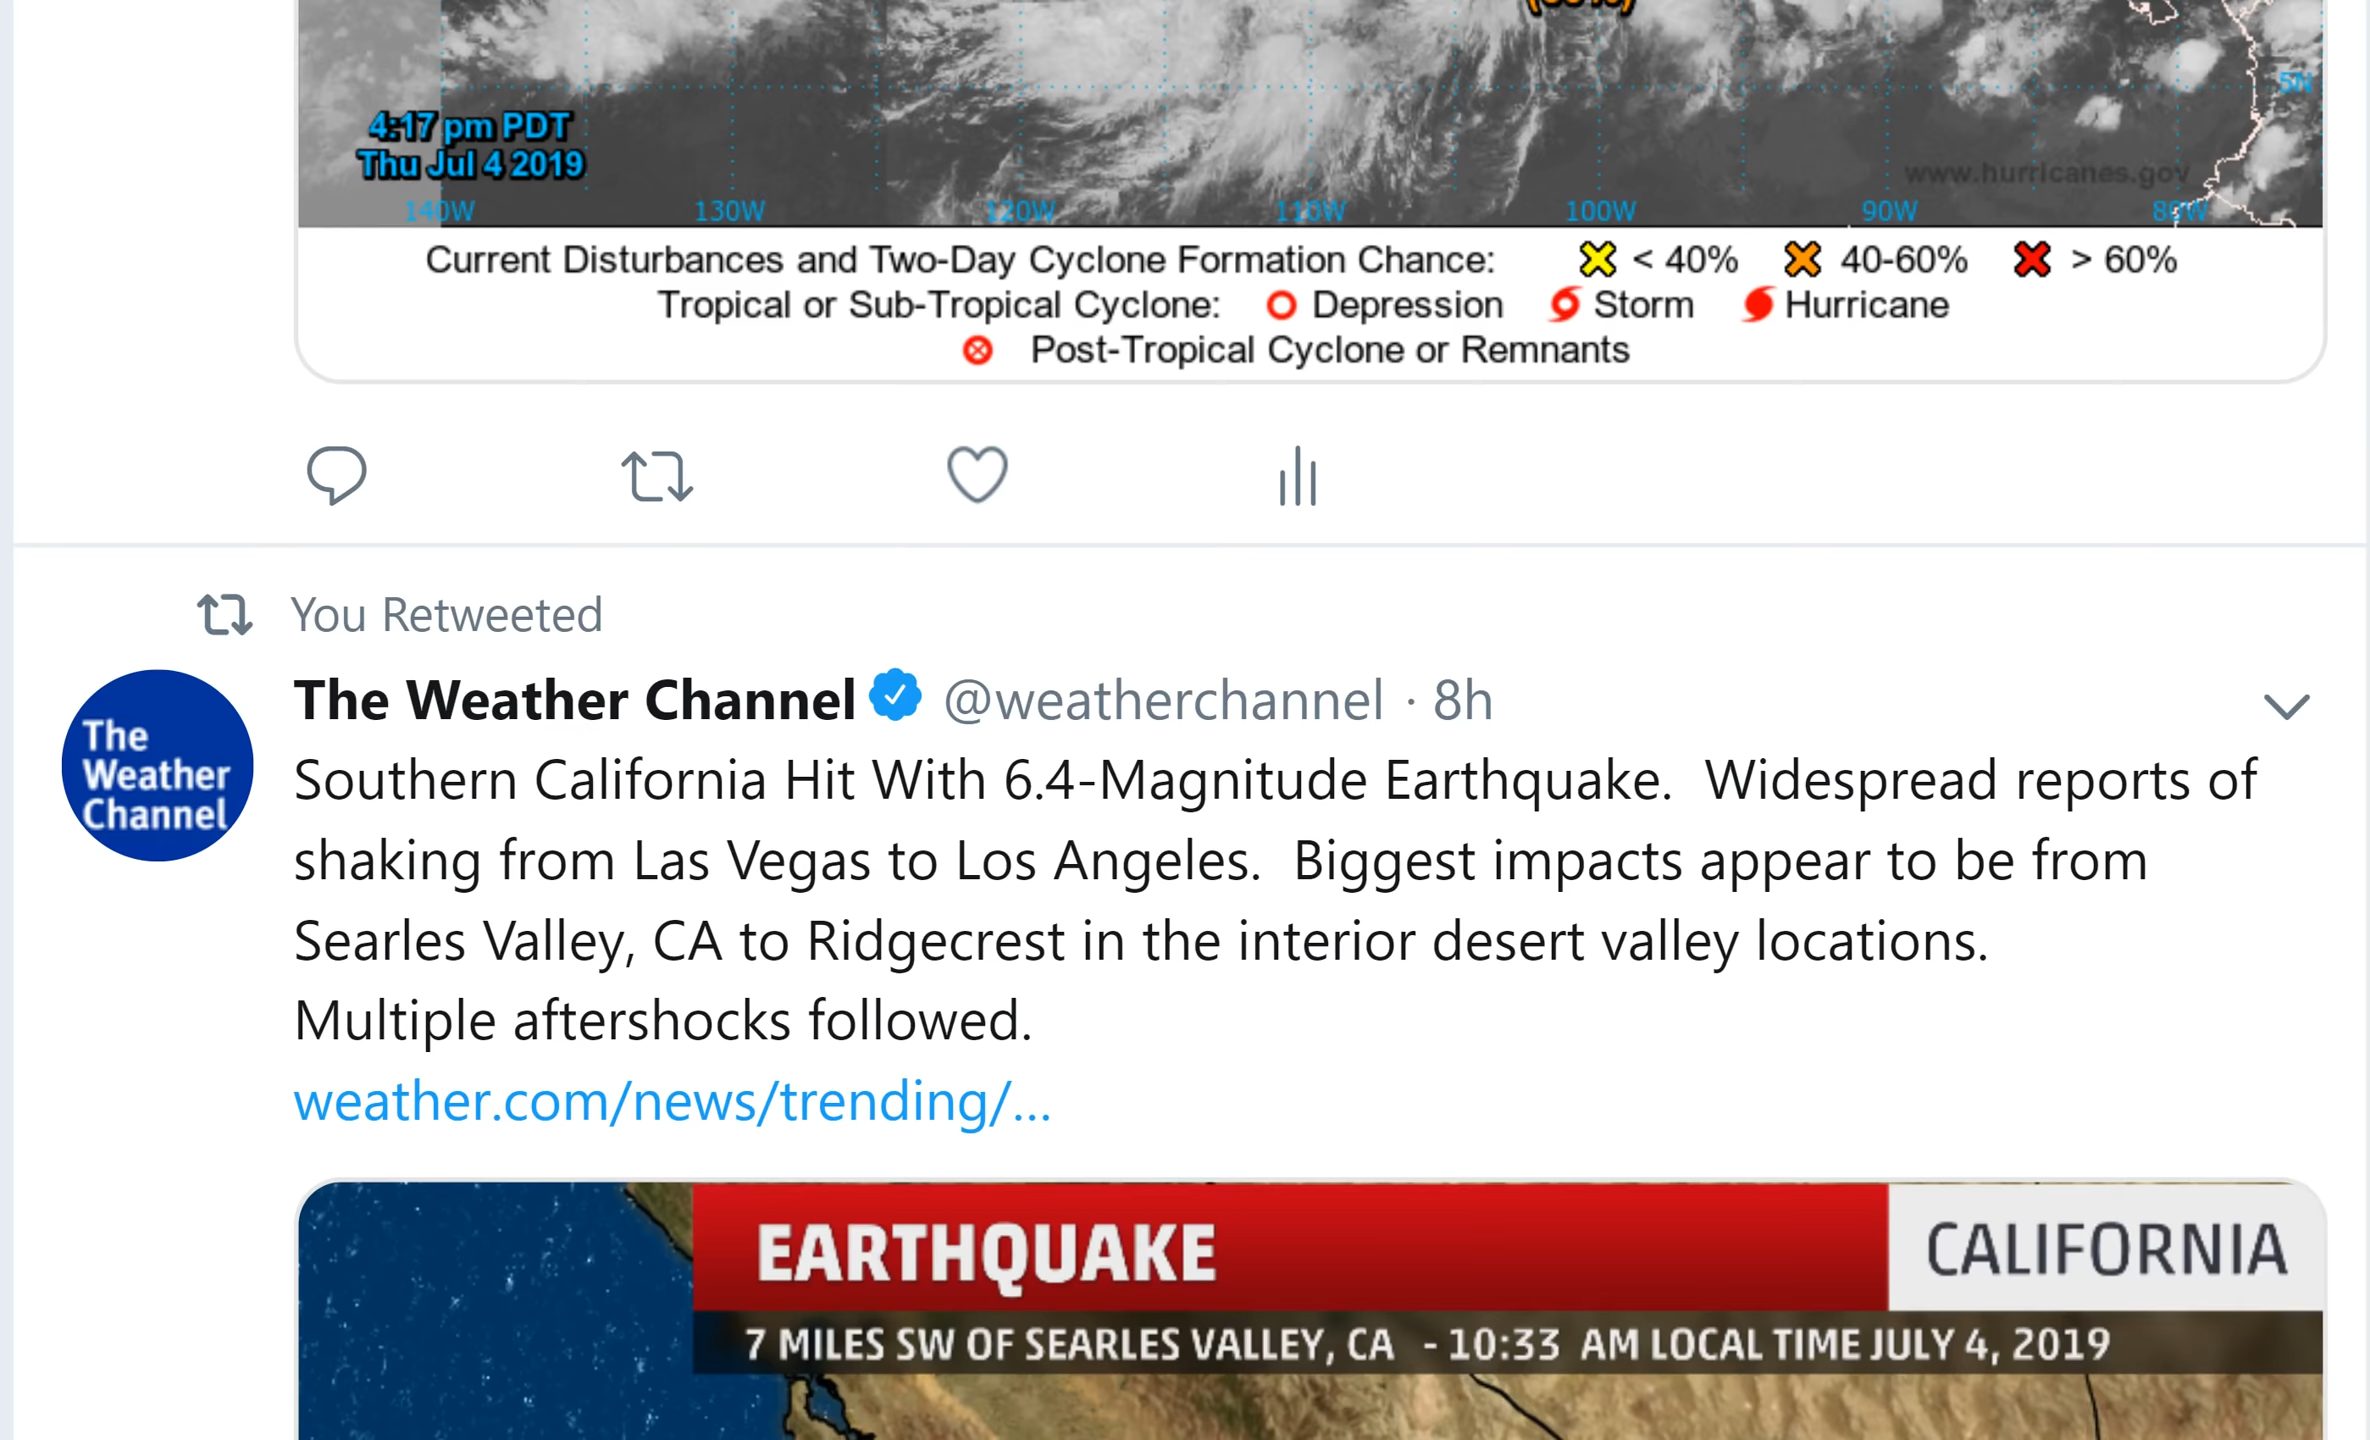 4:17 pm PDT
Thu Jul 4 2019
5N
www.hurricanes.gov
140W 130W 120W 110W 100W 90W 80W
Current Disturbances and Two-Day Cyclone Formation Chance: < 40% 40-60% > 60%
Tropical or Sub-Tropical Cyclone: Depression Storm Hurricane
Post-Tropical Cyclone or Remnants
You Retweeted
The Weather Channel @weatherchannel · 8h
The
Weather
Channel
Southern California Hit With 6.4-Magnitude Earthquake.  Widespread reports of
shaking from Las Vegas to Los Angeles.  Biggest impacts appear to be from
Searles Valley, CA to Ridgecrest in the interior desert valley locations.
Multiple aftershocks followed.
weather.com/news/trending/…
EARTHQUAKE
CALIFORNIA
7 MILES SW OF SEARLES VALLEY, CA - 10:33 AM LOCAL TIME JULY 4, 2019